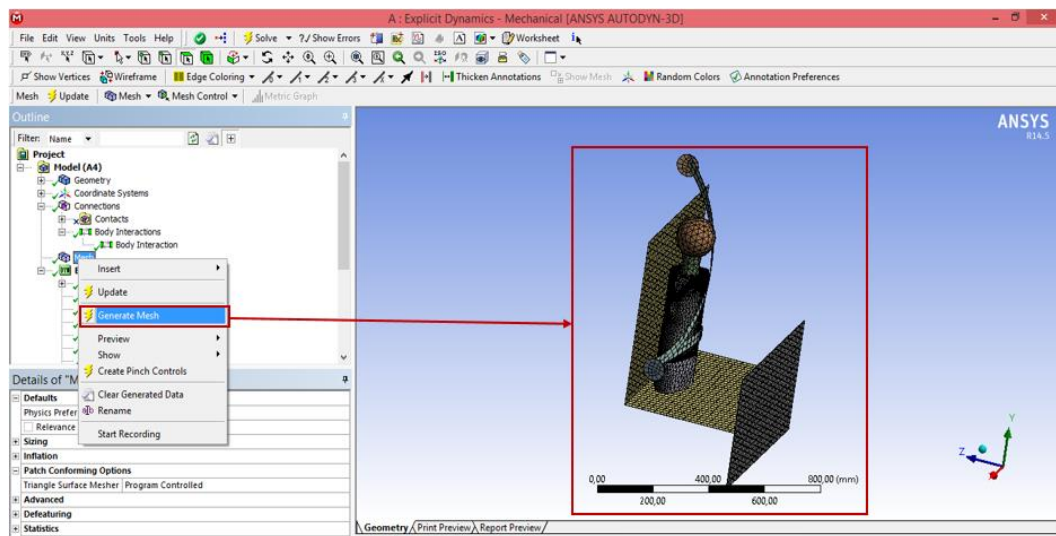 A : Explicit Dynamics - Mechanical [ANSYS AUTODYN-3D]
File Edit View Units Tools Help Solve ?/ Show Errors Worksheet
Show Vertices Wireframe Edge Coloring Thicken Annotations Show Mesh Random Colors Annotation Preferences
Mesh Update Mesh Mesh Control Metric Graph
Outline
Filter: Name
Project
Model (A4)
Geometry
Coordinate Systems
Connections
Contacts
Body Interactions
Body Interaction
Mesh
Insert
Update
Generate Mesh
Preview
Show
Create Pinch Controls
Clear Generated Data
Rename
Start Recording
Details of "M
Defaults
Physics Prefer
Relevance
Sizing
Inflation
Patch Conforming Options
Triangle Surface Mesher Program Controlled
Advanced
Defeaturing
Statistics
ANSYS
R14.5
Y
Z
0,00 400,00 800,00 (mm)
200,00 600,00
Geometry Print Preview Report Preview